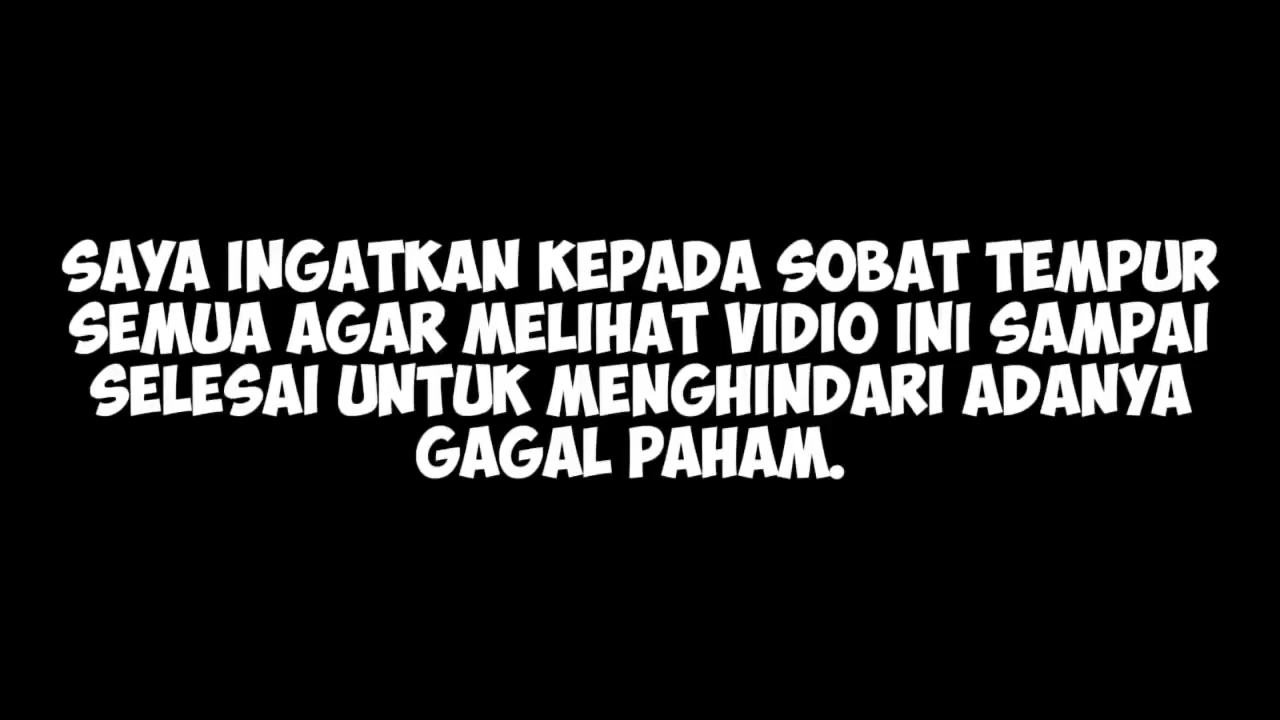 SAYA INGATKAN KEPADA SOBAT TEMPUR
SEMUA AGAR MELIHAT VIDIO INI SAMPAI
SELESAI UNTUK MENGHINDARI ADANYA
GAGAL PAHAM.